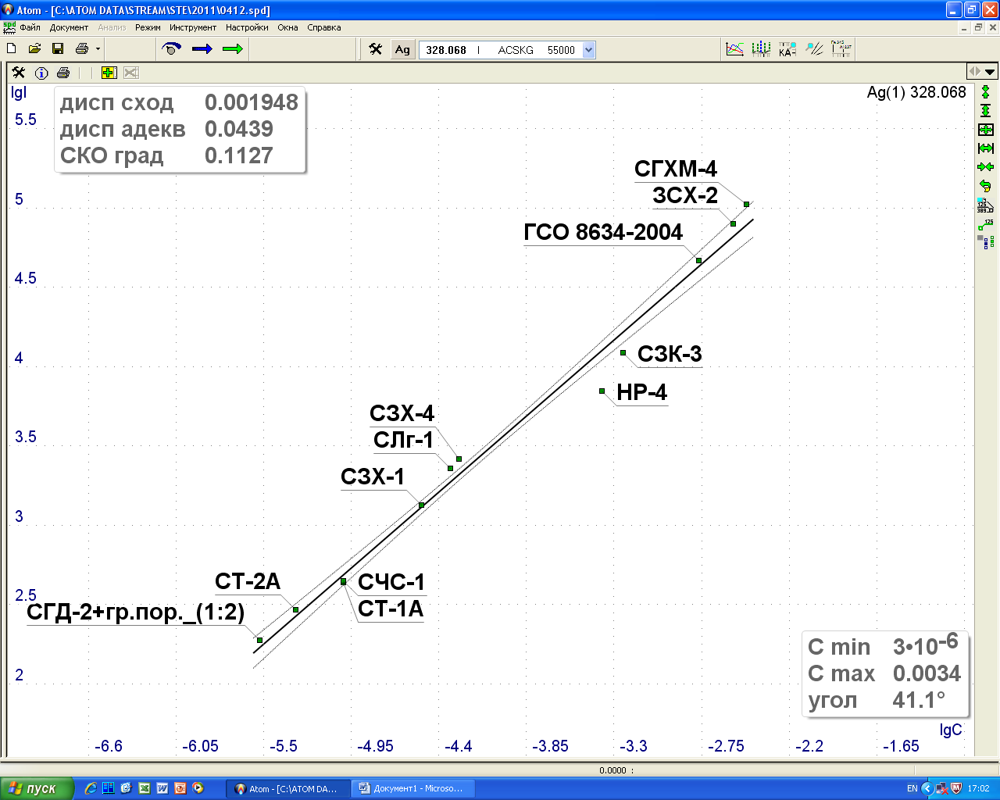 Atom - [C:\ATOM DATA\STREAM\STE\2011\0412.spd]
Файл Документ Анализ Режим Инструмент Настройки Окна Справка
Ag 328.068 I ACSKG 55000
lgI
Ag(1) 328.068
дисп сход 0.001948
дисп адекв 0.0439
СКО град 0.1127
5.5
СГХМ-4
5
ЗСХ-2
ГСО 8634-2004
4.5
4
СЗК-3
НР-4
СЗХ-4
3.5
СЛг-1
СЗХ-1
3
СТ-2А
СЧС-1
2.5
СГД-2+гр.пор._(1:2)
СТ-1А
2
C min 3•10-6
C max 0.0034
угол 41.1°
lgC
-6.6 -6.05 -5.5 -4.95 -4.4 -3.85 -3.3 -2.75 -2.2 -1.65
0.0000 :
пуск Atom - [C:\ATOM DA... Документ1 - Microso... EN 17:02